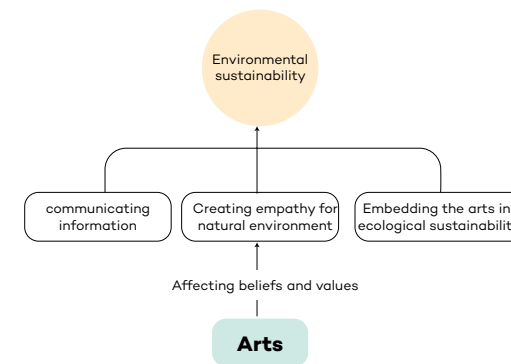 Environmental
sustainability
communicating
information
Creating empathy for
natural environment
Embedding the arts in
ecological sustainabilit
Affecting beliefs and values
Arts